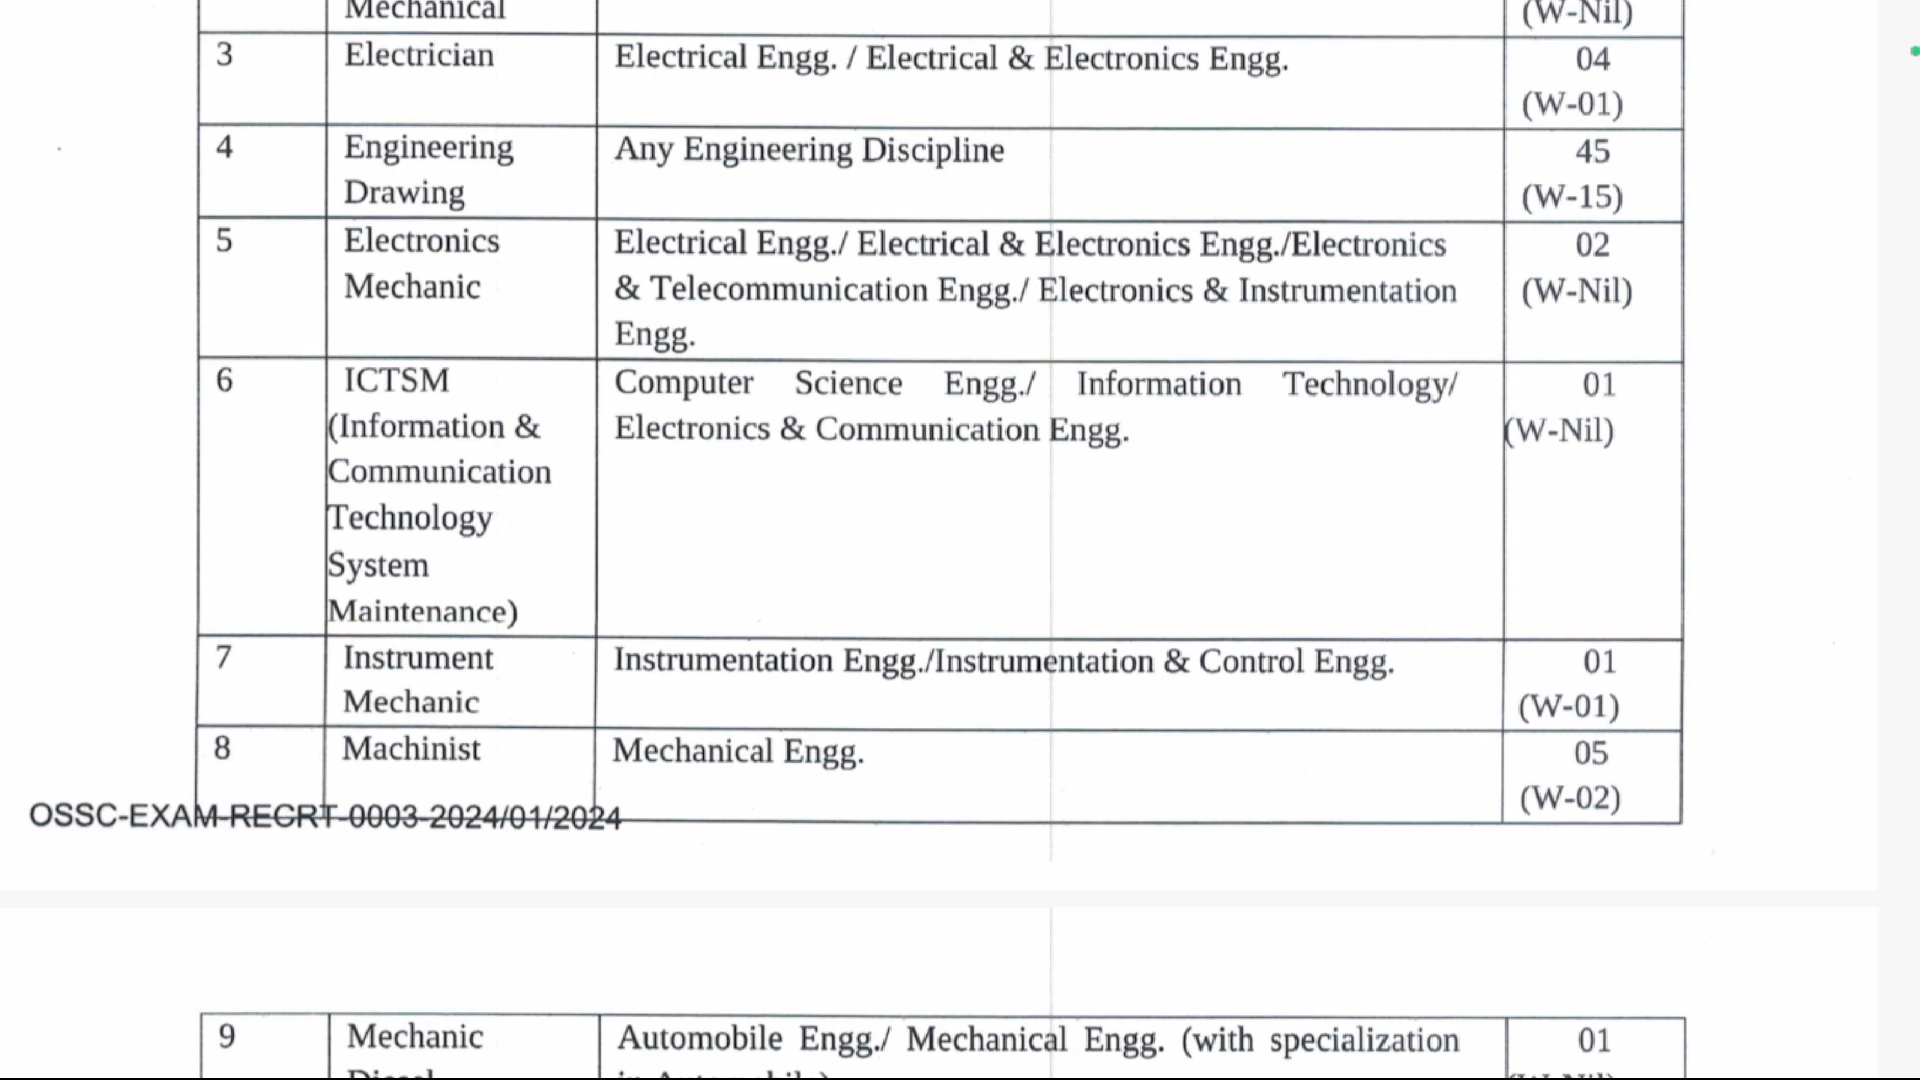 Mechanical
(W-Nil)
3 Electrician Electrical Engg. / Electrical & Electronics Engg. 04
(W-01)
4 Engineering Any Engineering Discipline 45
Drawing (W-15)
5 Electronics Electrical Engg./ Electrical & Electronics Engg./Electronics 02
Mechanic & Telecommunication Engg./ Electronics & Instrumentation (W-Nil)
Engg.
6 ICTSM Computer Science Engg./ Information Technology/ 01
(Information & Electronics & Communication Engg. (W-Nil)
Communication
Technology
System
Maintenance)
7 Instrument Instrumentation Engg./Instrumentation & Control Engg. 01
Mechanic (W-01)
8 Machinist Mechanical Engg. 05
(W-02)
OSSC-EXAM-RECRT-0003-2024/01/2024
9 Mechanic Automobile Engg./ Mechanical Engg. (with specialization 01